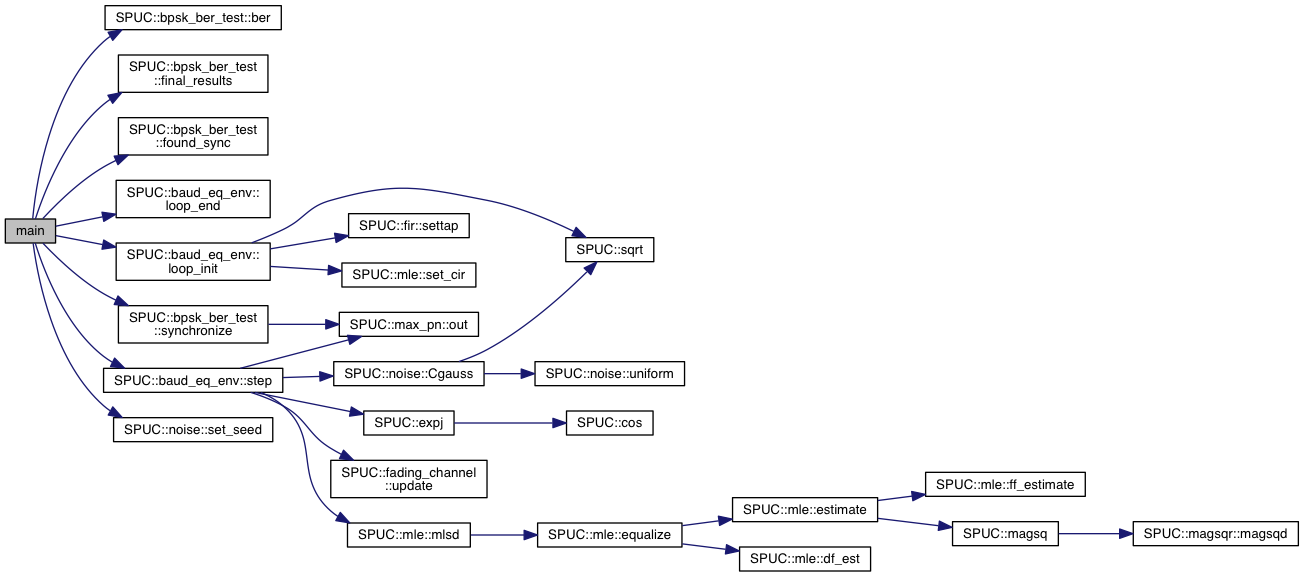 SPUC::bpsk_ber_test::ber
SPUC::bpsk_ber_test
::final_results
SPUC::bpsk_ber_test
::found_sync
SPUC::baud_eq_env::
loop_end
main
SPUC::baud_eq_env::
loop_init
SPUC::fir::settap
SPUC::mle::set_cir
SPUC::sqrt
SPUC::bpsk_ber_test
::synchronize
SPUC::max_pn::out
SPUC::baud_eq_env::step
SPUC::noise::Cgauss
SPUC::noise::uniform
SPUC::noise::set_seed
SPUC::expj
SPUC::cos
SPUC::fading_channel
::update
SPUC::mle::mlsd
SPUC::mle::equalize
SPUC::mle::estimate
SPUC::mle::df_est
SPUC::mle::ff_estimate
SPUC::magsq
SPUC::magsqr::magsqd